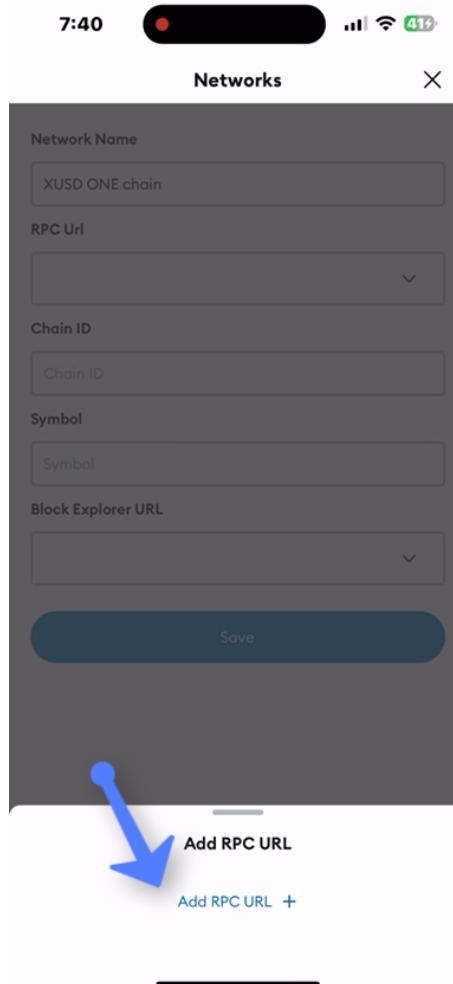 7:40
41
Networks
Network Name
XUSD ONE chain
RPC Url
Chain ID
Chain ID
Symbol
Symbol
Block Explorer URL
Save
Add RPC URL
Add RPC URL +